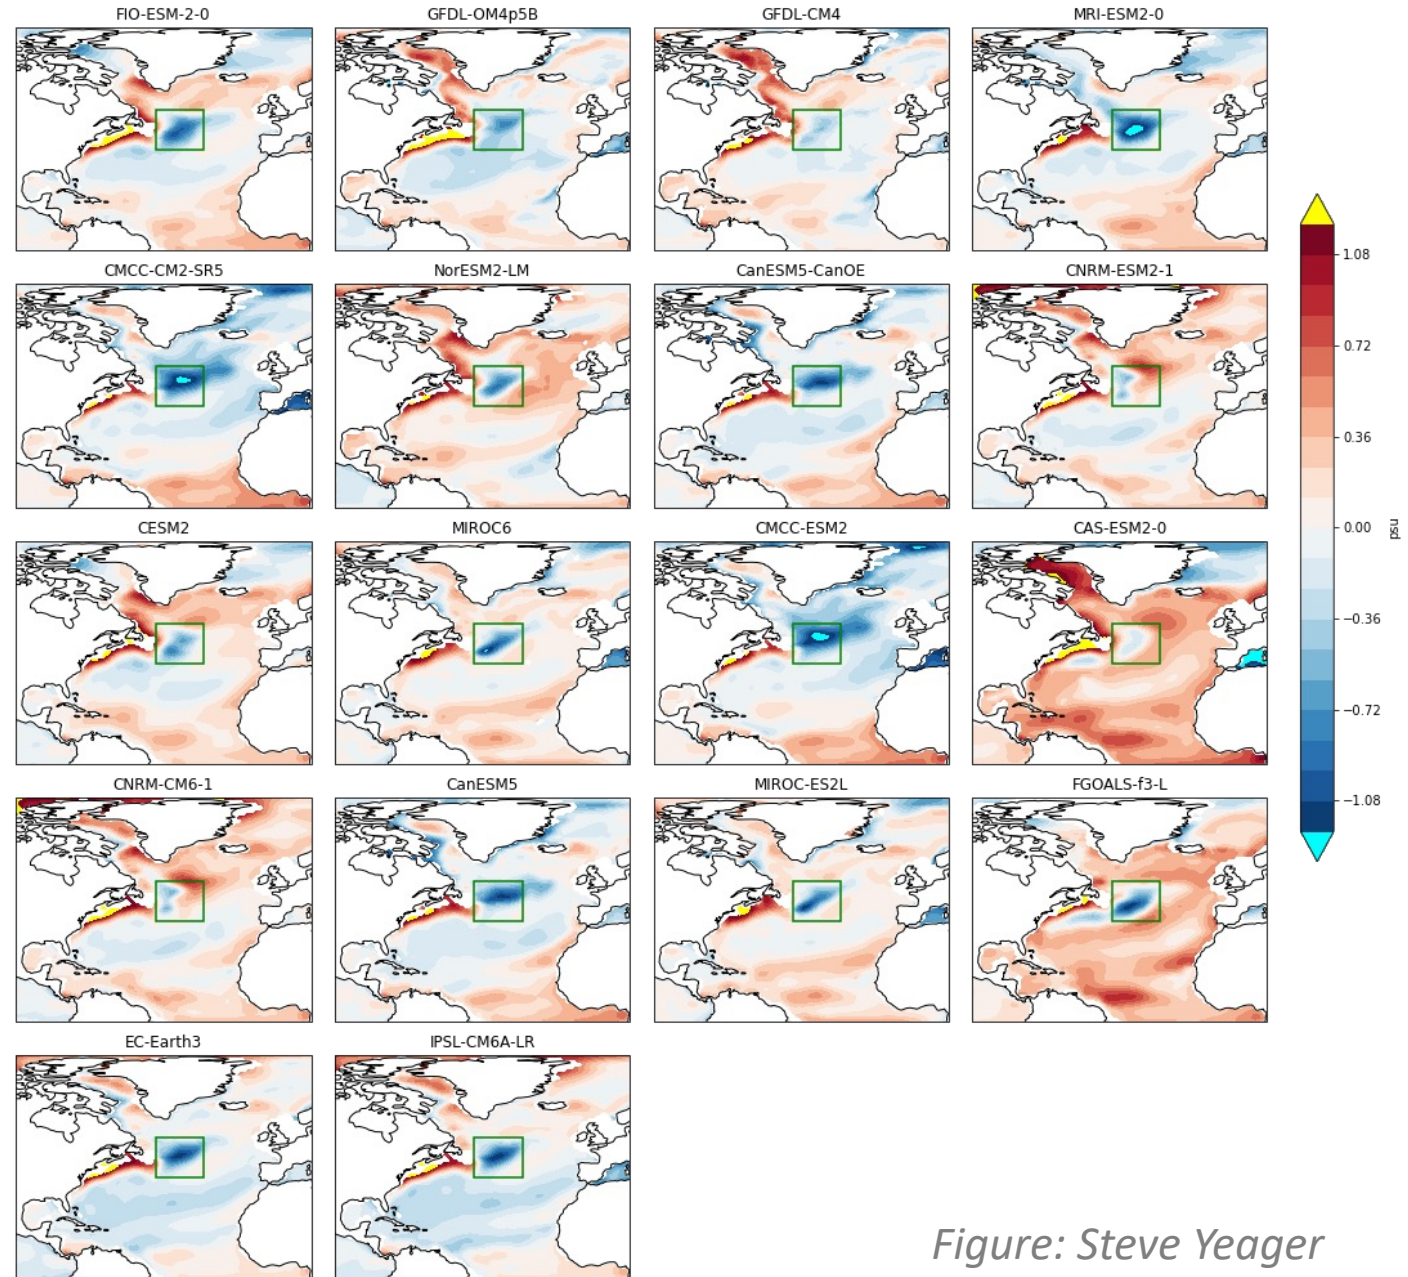 FIO-ESM-2-0
GFDL-OM4p5B
GFDL-CM4
MRI-ESM2-0
CMCC-CM2-SR5
NorESM2-LM
CanESM5-CanOE
CNRM-ESM2-1
CESM2
MIROC6
CMCC-ESM2
CAS-ESM2-0
CNRM-CM6-1
CanESM5
MIROC-ES2L
FGOALS-f3-L
EC-Earth3
IPSL-CM6A-LR
1.08
0.72
0.36
0.00
−0.36
−0.72
−1.08
psu
Figure: Steve Yeager